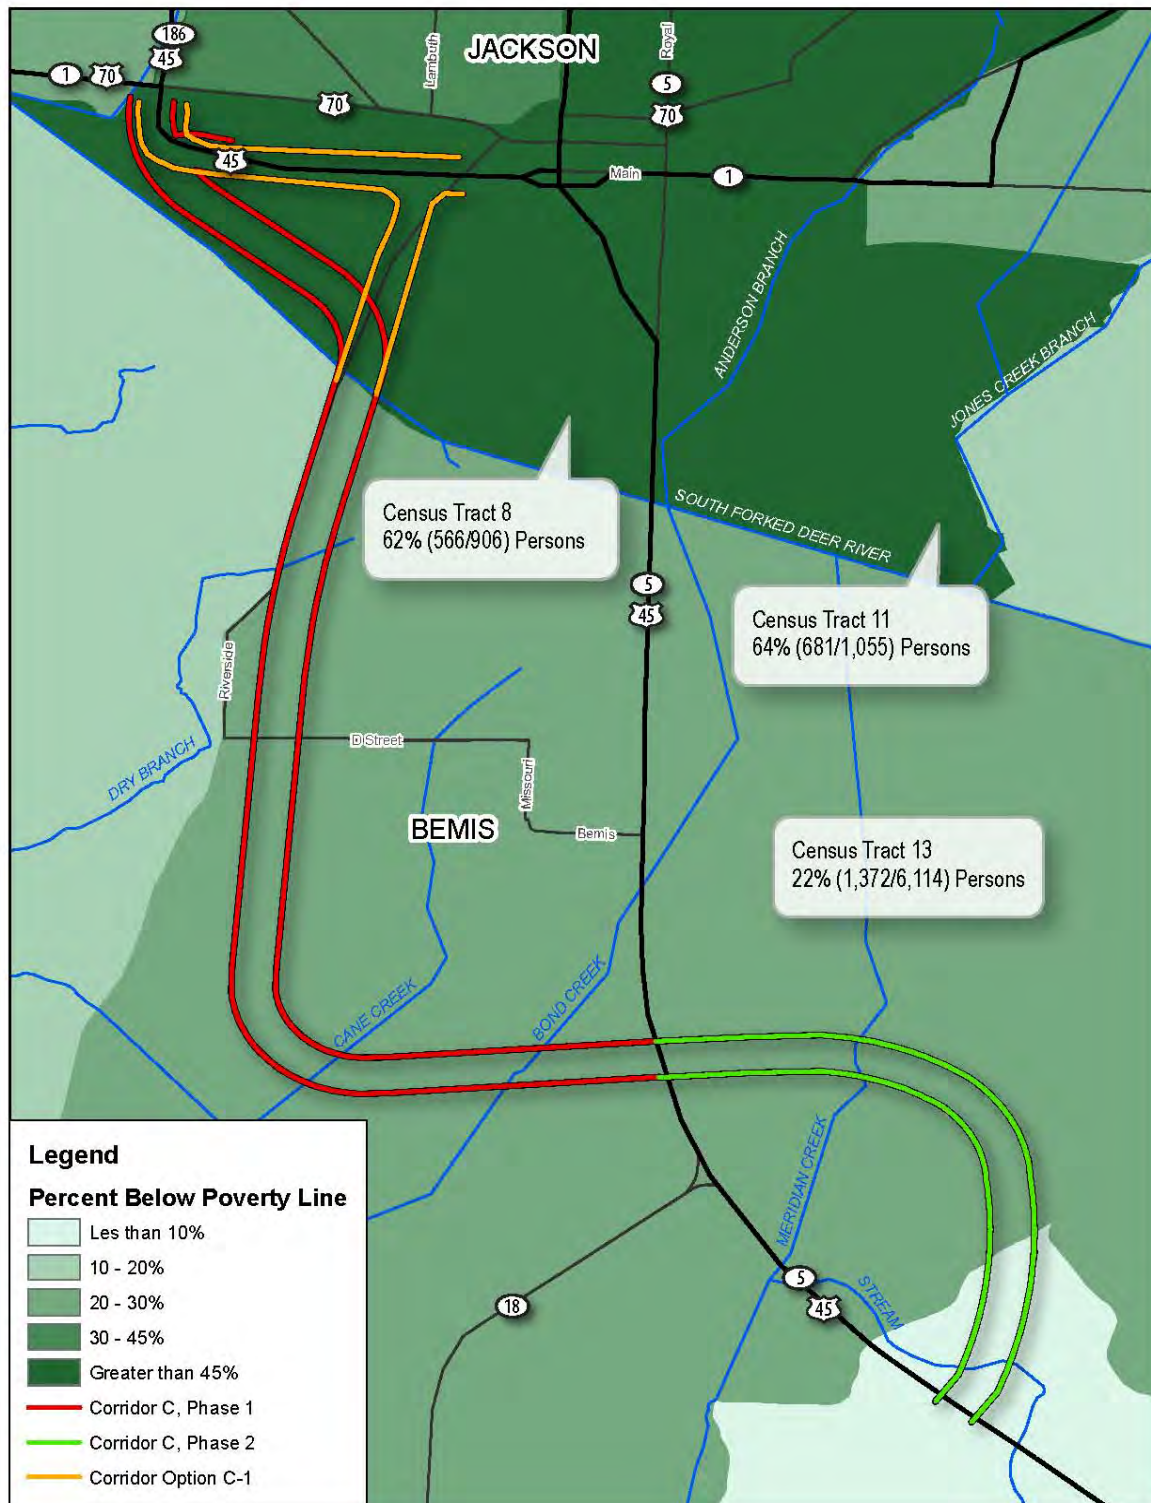 186
JACKSON
45
1
70
Lambuth
Royal
5
70
70
45
Main
1
ANDERSON BRANCH
JONES CREEK BRANCH
Census Tract 8
62% (566/906) Persons
SOUTH FORKED DEER RIVER
5
45
Census Tract 11
64% (681/1,055) Persons
Riverside
D Street
DRY BRANCH
Missouri
BEMIS
Bemis
Census Tract 13
22% (1,372/6,114) Persons
CANE CREEK
BOND CREEK
MERIDIAN CREEK
5
45
STREAM
18
Legend
Percent Below Poverty Line
Les than 10%
10 - 20%
20 - 30%
30 - 45%
Greater than 45%
Corridor C, Phase 1
Corridor C, Phase 2
Corridor Option C-1